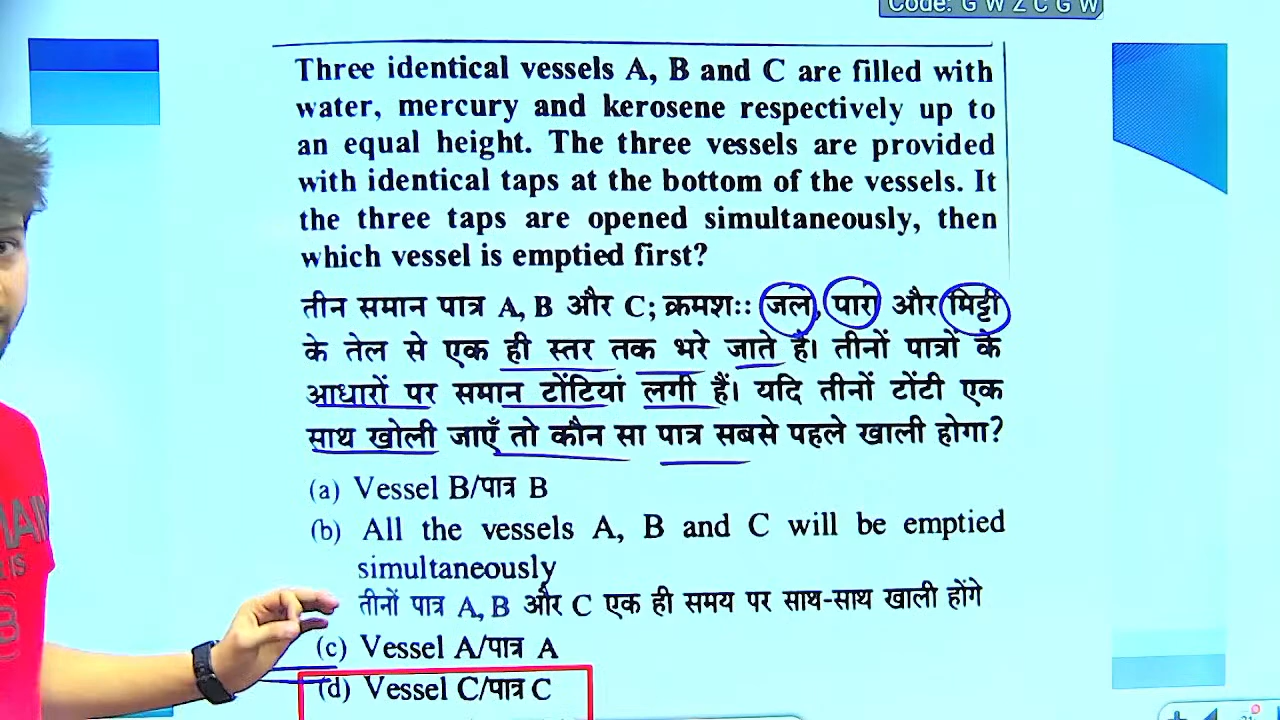 Code: G W Z C G W
Three identical vessels A, B and C are filled with
water, mercury and kerosene respectively up to
an equal height. The three vessels are provided
with identical taps at the bottom of the vessels. It
the three taps are opened simultaneously, then
which vessel is emptied first?
तीन समान पात्र A, B और C; क्रमशः: जल, पारा और मिट्टी
के तेल से एक ही स्तर तक भरे जाते हैं। तीनों पात्रों के
आधारों पर समान टोंटियां लगी हैं। यदि तीनों टोंटी एक
साथ खोली जाएँ तो कौन सा पात्र सबसे पहले खाली होगा?
(a) Vessel B/पात्र B
(b) All the vessels A, B and C will be emptied
simultaneously
तीनों पात्र A, B और C एक ही समय पर साथ-साथ खाली होंगे
(c) Vessel A/पात्र A
(d) Vessel C/पात्र C